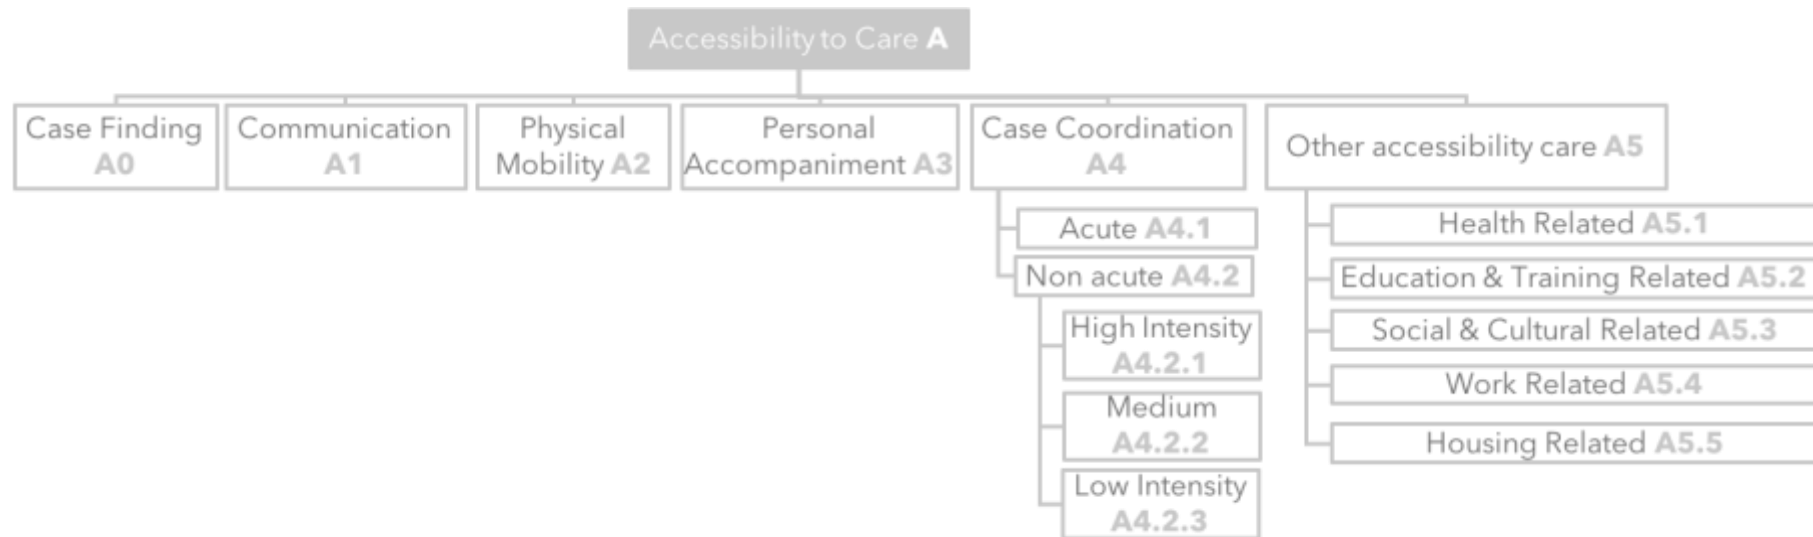 Accessibility to Care A
Case Finding
A0
Communication
A1
Physical
Mobility A2
Personal
Accompaniment A3
Case Coordination
A4
Acute A4.1
Non acute A4.2
High Intensity
A4.2.1
Medium
A4.2.2
Low Intensity
A4.2.3
Other accessibility care A5
Health Related A5.1
Education & Training Related A5.2
Social & Cultural Related A5.3
Work Related A5.4
Housing Related A5.5